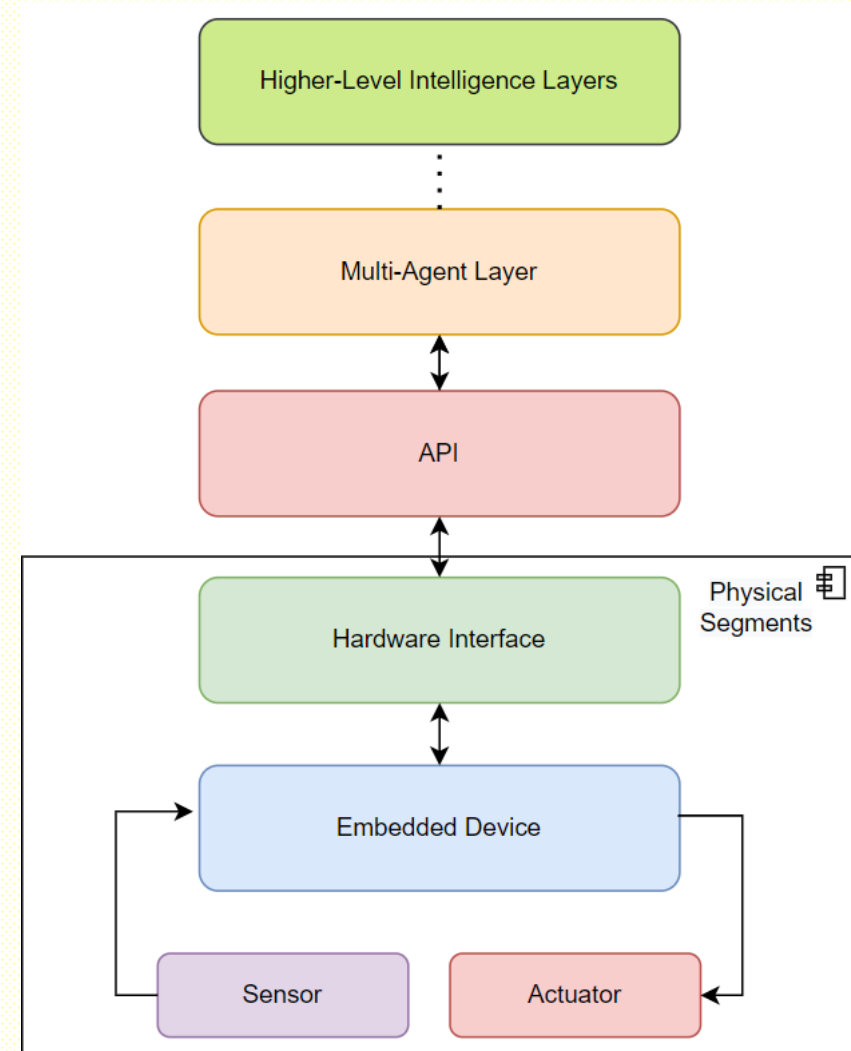 Higher-Level Intelligence Layers
Multi-Agent Layer
API
Hardware Interface
Physical
Segments
Embedded Device
Sensor
Actuator